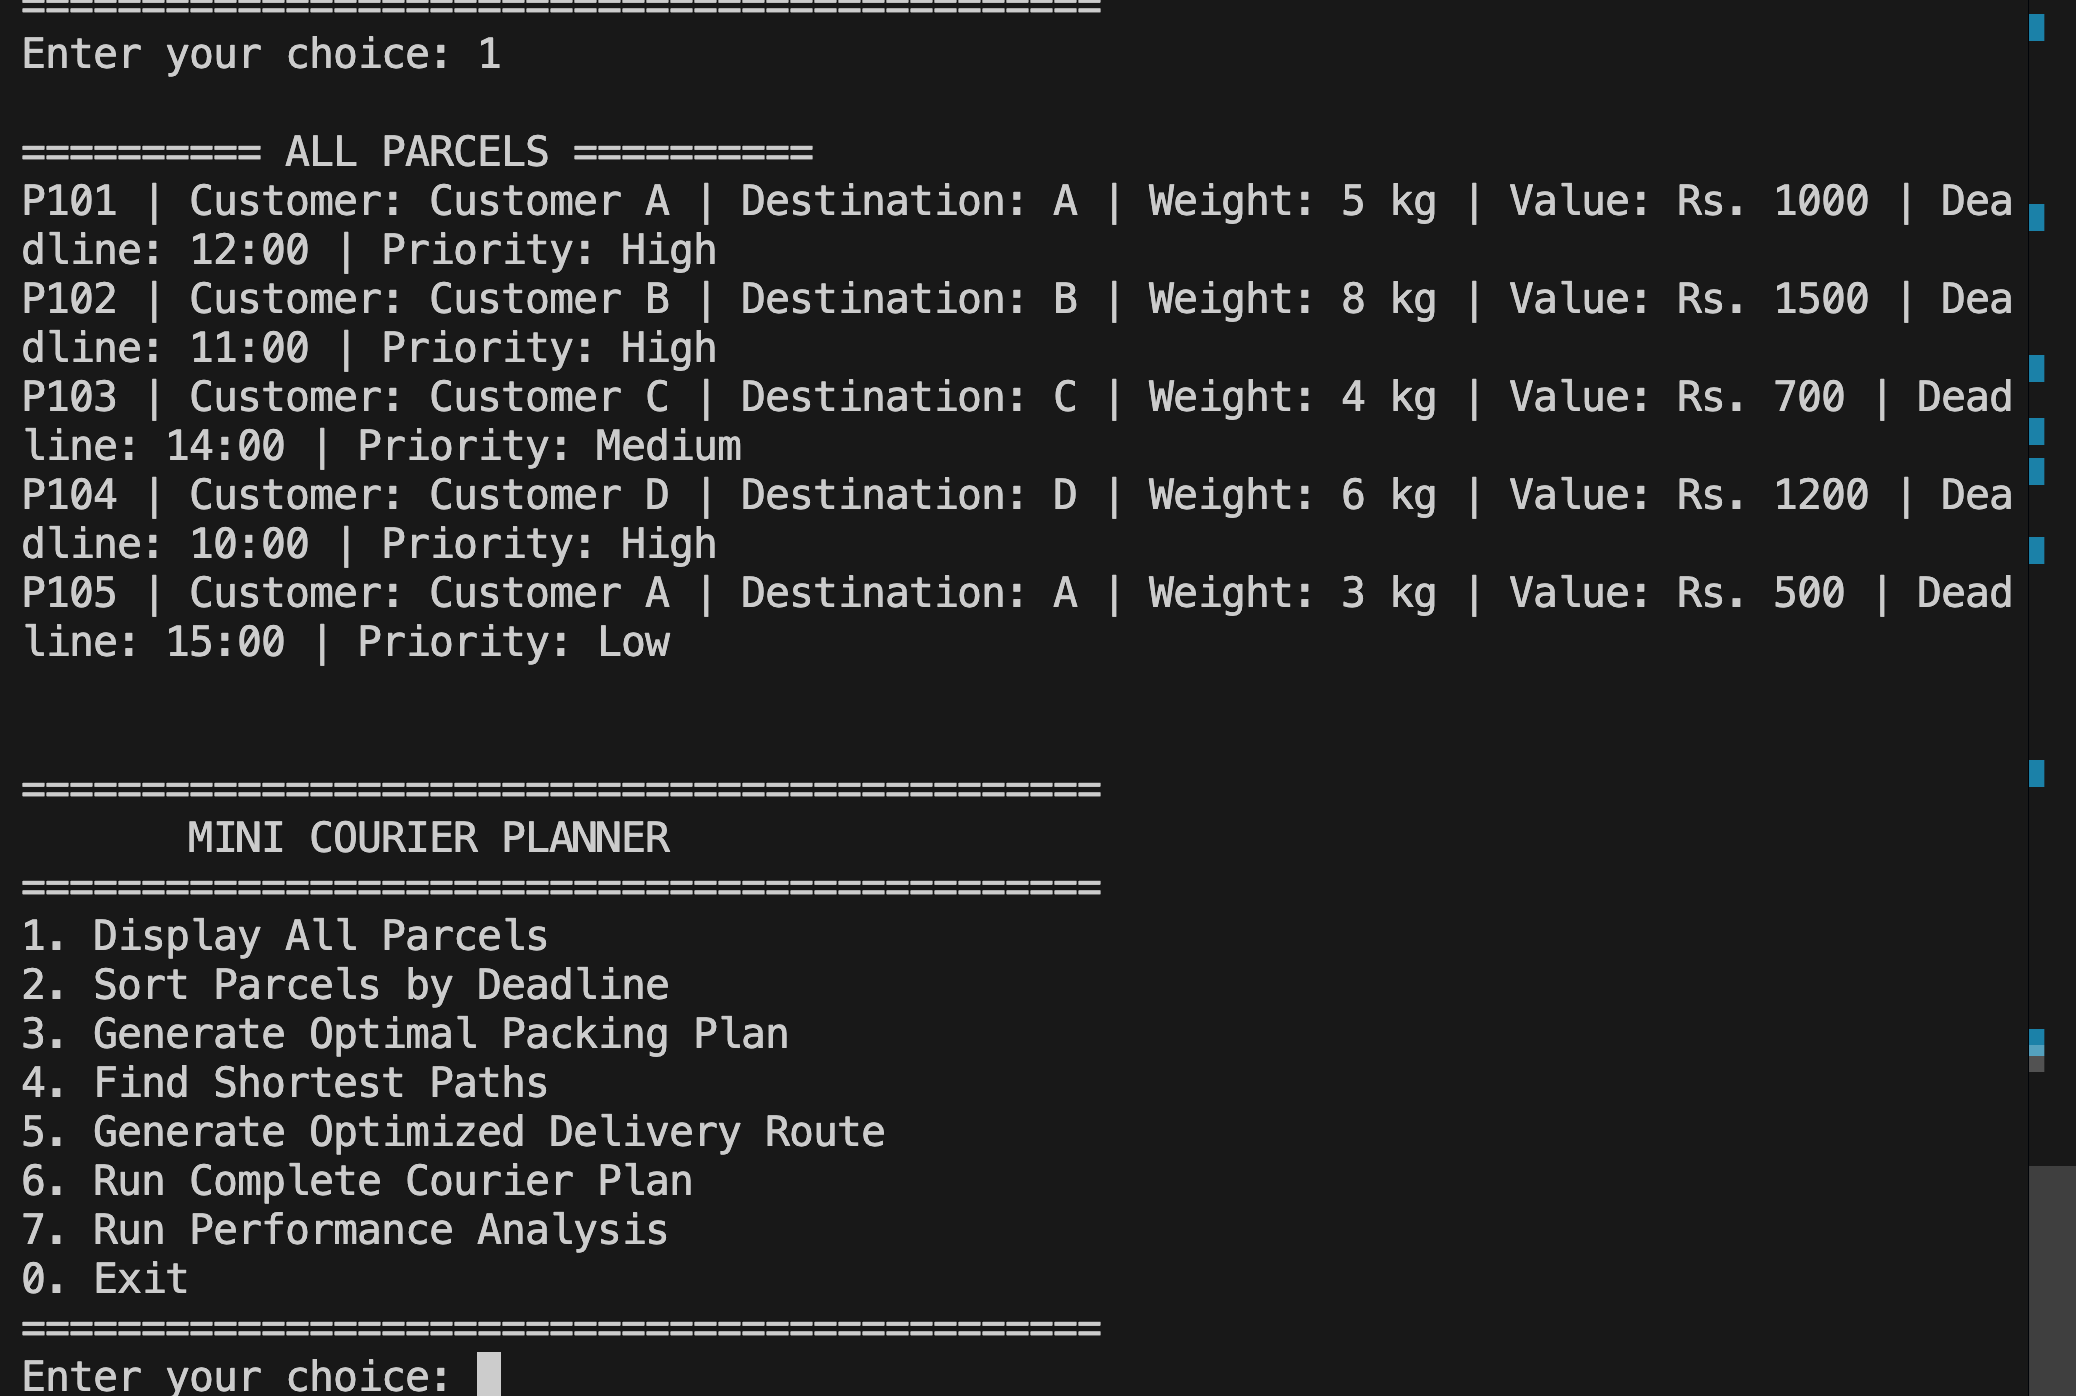 =============================================
Enter your choice: 1
========== ALL PARCELS ==========
P101 | Customer: Customer A | Destination: A | Weight: 5 kg | Value: Rs. 1000 | Dea
dline: 12:00 | Priority: High
P102 | Customer: Customer B | Destination: B | Weight: 8 kg | Value: Rs. 1500 | Dea
dline: 11:00 | Priority: High
P103 | Customer: Customer C | Destination: C | Weight: 4 kg | Value: Rs. 700 | Dead
line: 14:00 | Priority: Medium
P104 | Customer: Customer D | Destination: D | Weight: 6 kg | Value: Rs. 1200 | Dea
dline: 10:00 | Priority: High
P105 | Customer: Customer A | Destination: A | Weight: 3 kg | Value: Rs. 500 | Dead
line: 15:00 | Priority: Low
=============================================
MINI COURIER PLANNER
=============================================
1. Display All Parcels
2. Sort Parcels by Deadline
3. Generate Optimal Packing Plan
4. Find Shortest Paths
5. Generate Optimized Delivery Route
6. Run Complete Courier Plan
7. Run Performance Analysis
0. Exit
=============================================
Enter your choice: